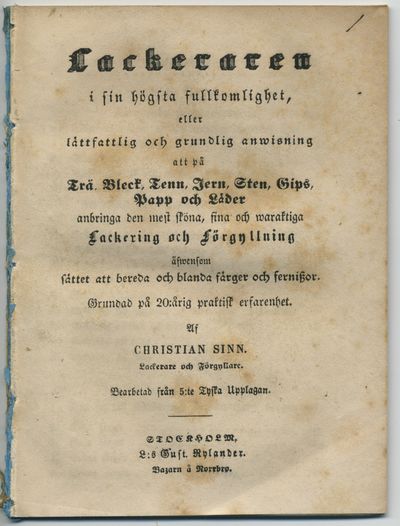 Lackeraren
i sin högsta fullkomlighet,
eller
lättfattlig och grundlig anwisning
att på
Trä, Bleck, Tenn, Jern, Sten, Gips,
Papp och Läder
anbringa den mest sköna, fina och waraktiga
Lackering och Förgyllning
äfwensom
sättet att bereda och blanda färger och fernißor.
Grundad på 20:årig praktisk erfarenhet.
Af
CHRISTIAN SINN.
Lackerare och Förgyllare.
Bearbetad från 5:te Tyska Upplagan.
STOCKHOLM,
L:s Gust. Rylander.
Bazarn å Norrbro.